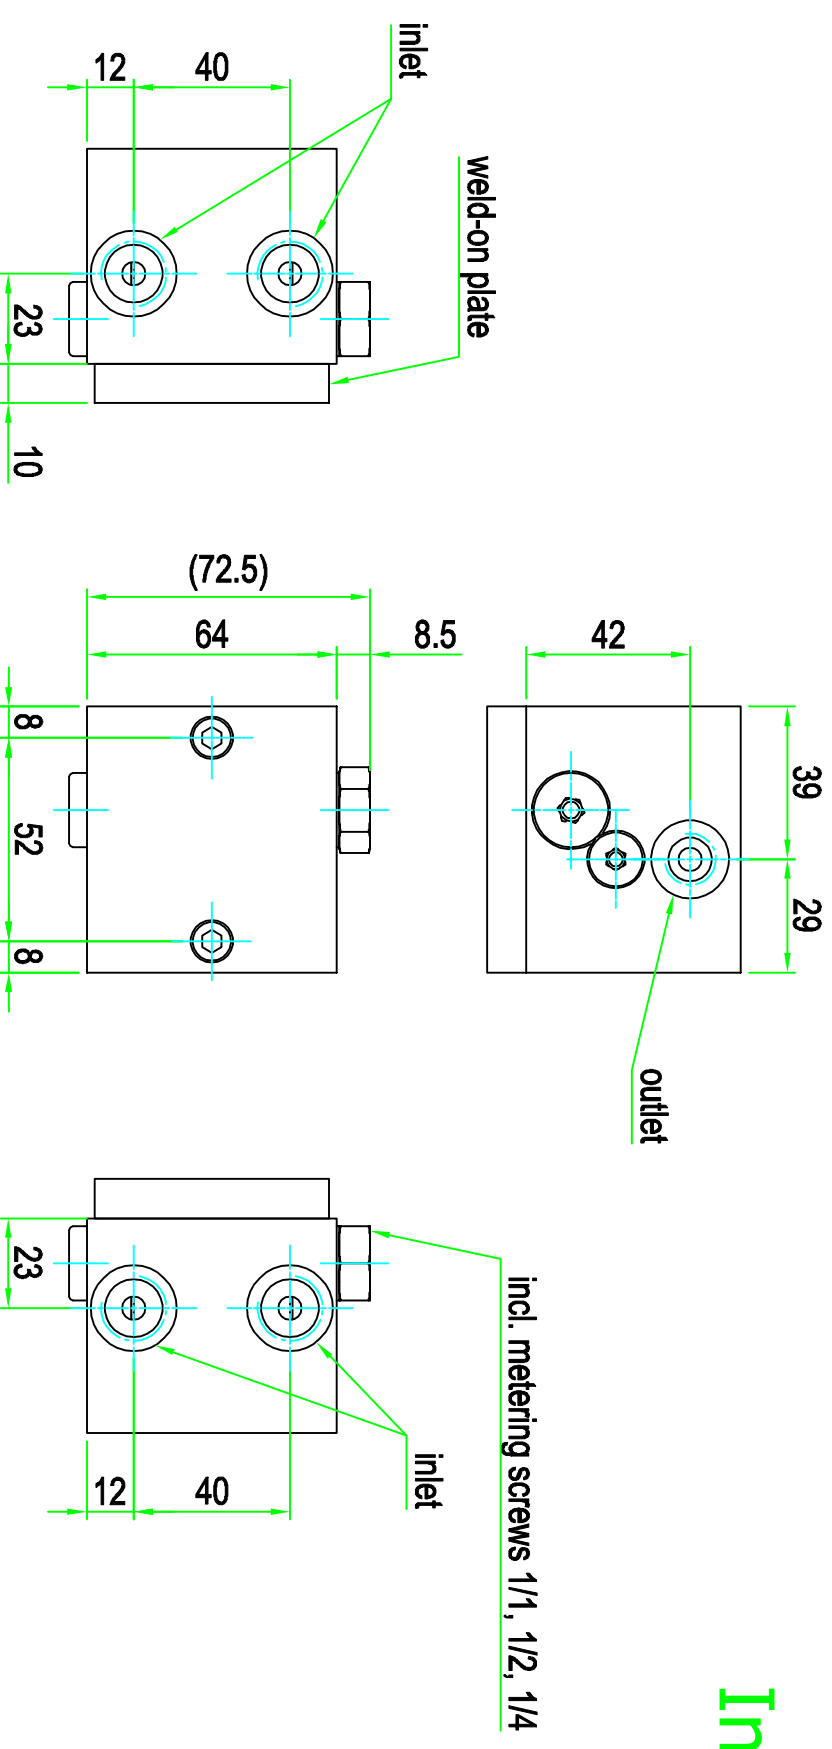 inlet
weld-on plate
12
40
23
10
(72.5)
64
8.5
8
52
8
42
39
29
outlet
23
12
40
inlet
incl. metering screws 1/1, 1/2, 1/4
In